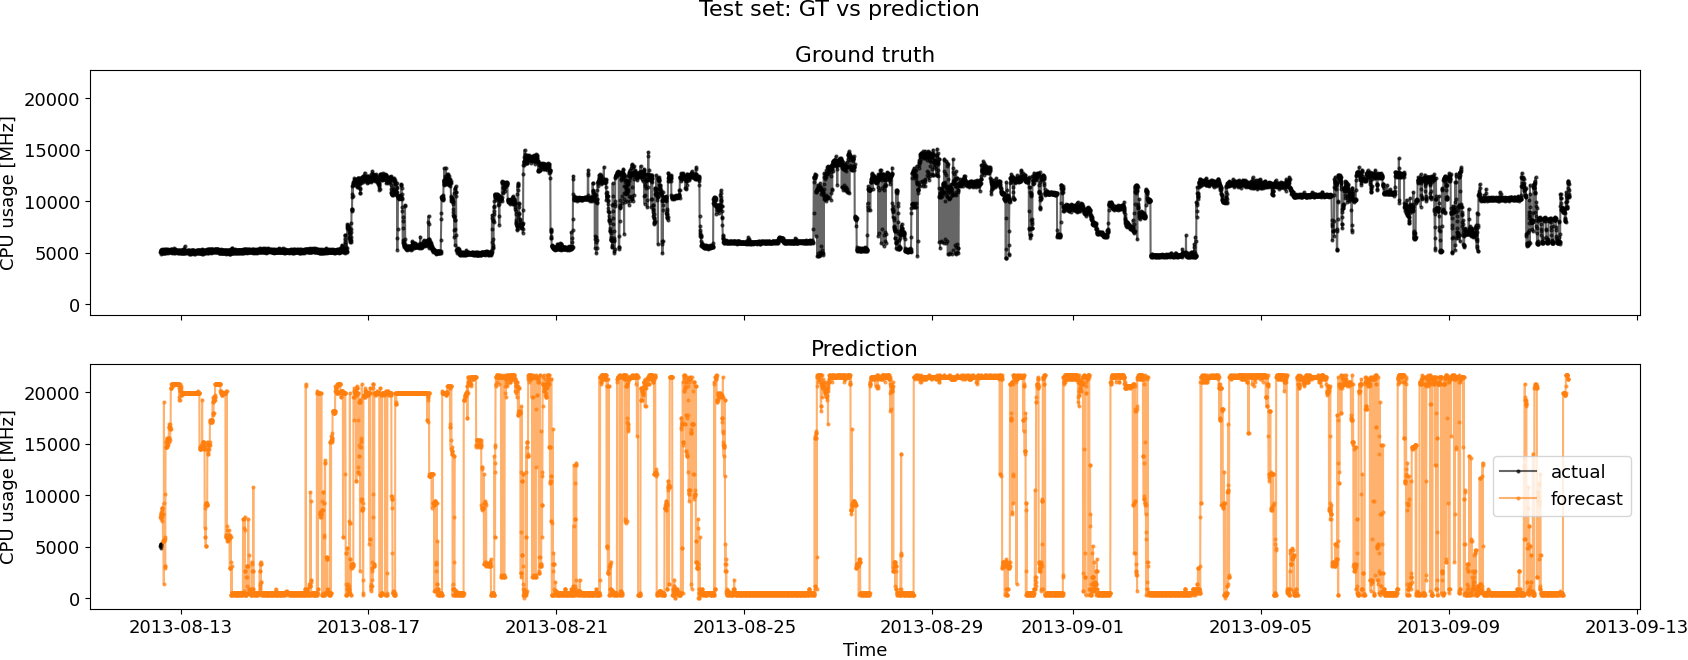 Test set: GT vs prediction
Ground truth
CPU usage [MHz]
20000
15000
10000
5000
0
Prediction
CPU usage [MHz]
20000
15000
10000
5000
0
actual
forecast
2013-08-13 2013-08-17 2013-08-21 2013-08-25 2013-08-29 2013-09-01 2013-09-05 2013-09-09 2013-09-13
Time